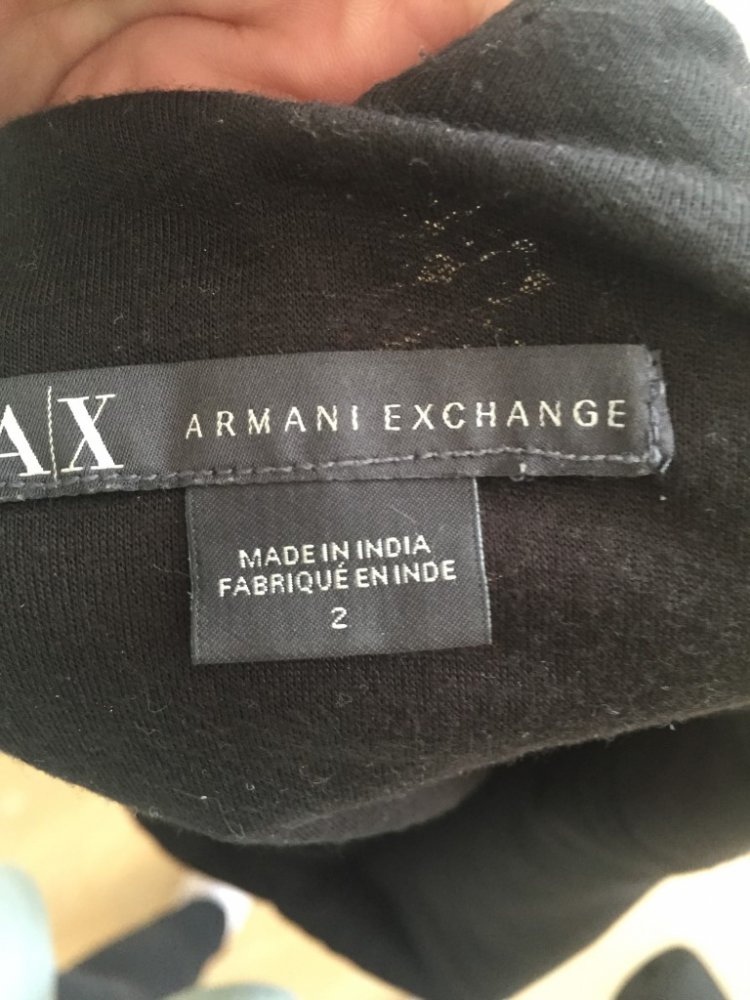 A|X ARMANI EXCHANGE
MADE IN INDIA
FABRIQUÉ EN INDE
2